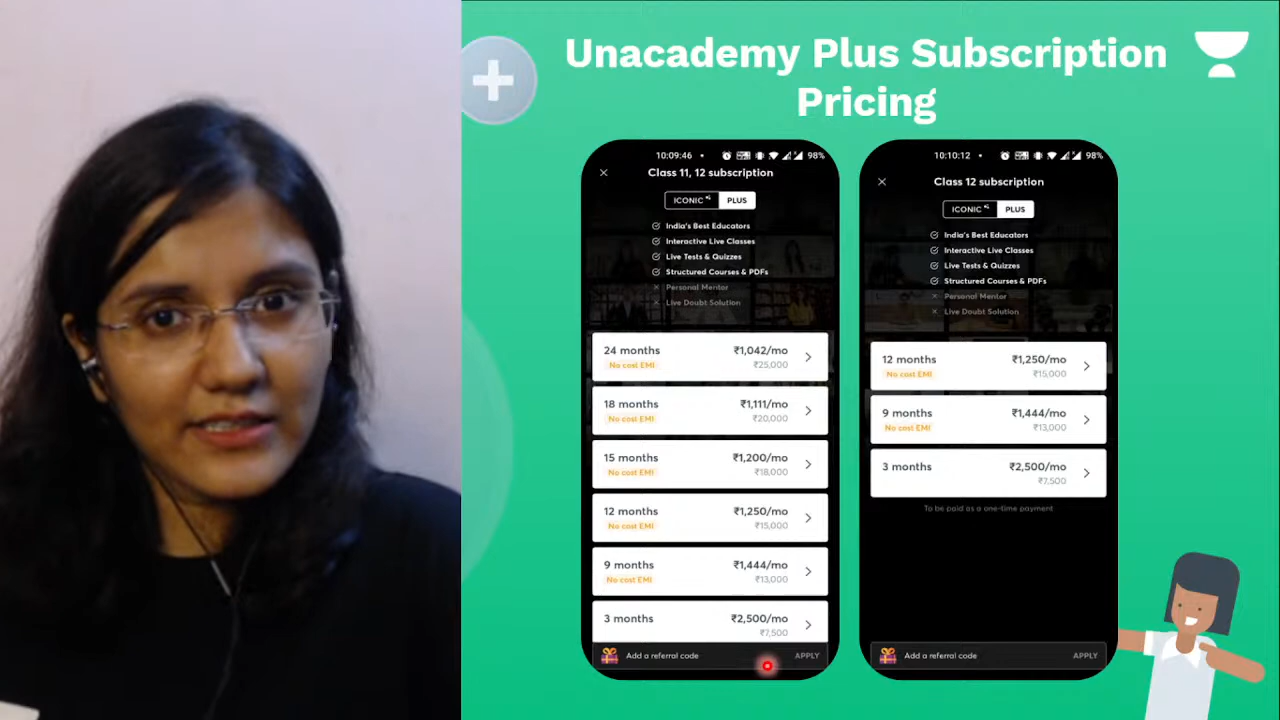 Unacademy Plus Subscription
Pricing
10:09:46
98%
Class 11, 12 subscription
ICONIC
PLUS
India's Best Educators
Interactive Live Classes
Live Tests & Quizzes
Structured Courses & PDFs
Personal Mentor
Live Doubt Solution
24 months ₹1,042/mo
No cost EMI ₹25,000
18 months ₹1,111/mo
No cost EMI ₹20,000
15 months ₹1,200/mo
No cost EMI ₹18,000
12 months ₹1,250/mo
No cost EMI ₹15,000
9 months ₹1,444/mo
No cost EMI ₹13,000
3 months ₹2,500/mo
₹7,500
Add a referral code APPLY
10:10:12
98%
Class 12 subscription
ICONIC
PLUS
India's Best Educators
Interactive Live Classes
Live Tests & Quizzes
Structured Courses & PDFs
Personal Mentor
Live Doubt Solution
12 months ₹1,250/mo
No cost EMI ₹15,000
9 months ₹1,444/mo
No cost EMI ₹13,000
3 months ₹2,500/mo
₹7,500
To be paid as a one-time payment
Add a referral code APPLY